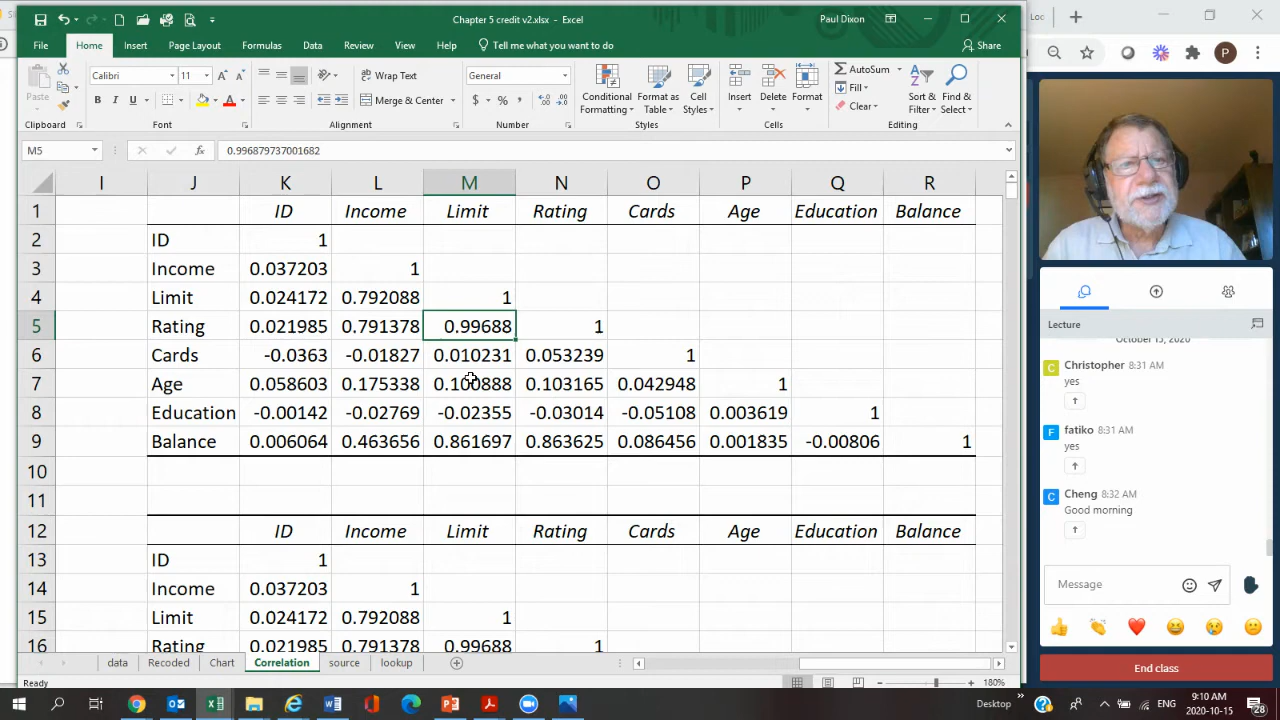 Chapter 5 credit v2.xlsx - Excel
Paul Dixon
File Home Insert Page Layout Formulas Data Review View Help Tell me what you want to do Share
Paste
Calibri 11
B I U
Wrap Text
Merge & Center
General
$ % ,
Conditional Formatting
Format as Table
Cell Styles
Insert Delete Format
AutoSum
Fill
Clear
Sort & Filter
Find & Select
Clipboard Font Alignment Number Styles Cells Editing
M5 fx 0.996879737001682
I J K L M N O P Q R
1 ID Income Limit Rating Cards Age Education Balance
2 ID 1
3 Income 0.037203 1
4 Limit 0.024172 0.792088 1
5 Rating 0.021985 0.791378 0.99688 1
6 Cards -0.0363 -0.01827 0.010231 0.053239 1
7 Age 0.058603 0.175338 0.100888 0.103165 0.042948 1
8 Education -0.00142 -0.02769 -0.02355 -0.03014 -0.05108 0.003619 1
9 Balance 0.006064 0.463656 0.861697 0.863625 0.086456 0.001835 -0.00806 1
10
11
12 ID Income Limit Rating Cards Age Education Balance
13 ID 1
14 Income 0.037203 1
15 Limit 0.024172 0.792088 1
16 Rating 0.021985 0.791378 0.99688 1
data Recoded Chart Correlation source lookup
Ready
180%
P
Lecture
October 15, 2020
C Christopher 8:31 AM
yes
F fatiko 8:31 AM
yes
C Cheng 8:32 AM
Good morning
Message
End class
Desktop
ENG
9:10 AM
2020-10-15
28